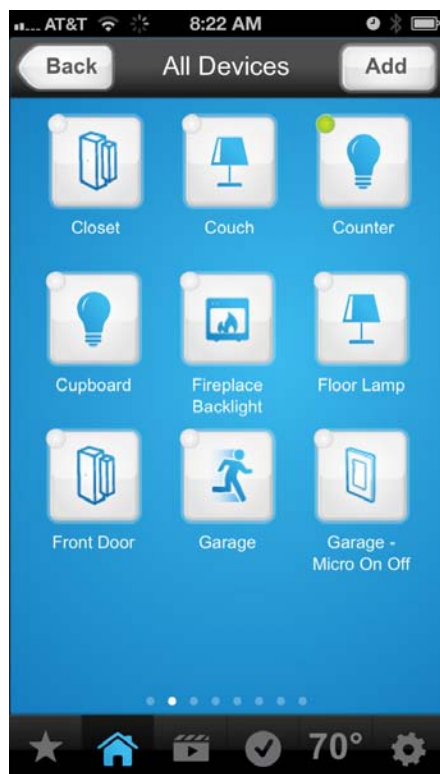 AT&T 8:22 AM
Back All Devices Add
Closet Couch Counter
Cupboard Fireplace Floor Lamp
Backlight
Front Door Garage Garage -
Micro On Off
70°